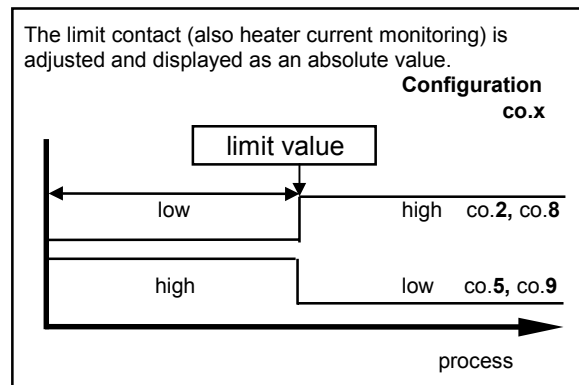 The limit contact (also heater current monitoring) is
adjusted and displayed as an absolute value.
Configuration
co.x
limit value
low high co.2, co.8
high low co.5, co.9
process